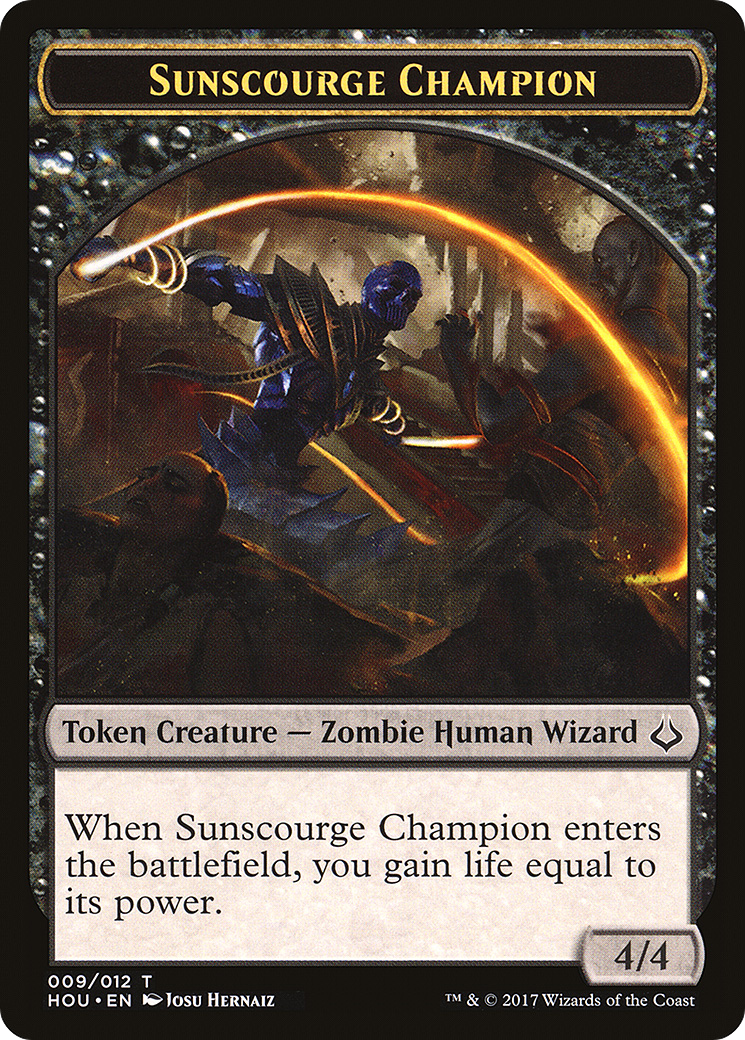 Sunscourge Champion
Token Creature — Zombie Human Wizard
When Sunscourge Champion enters
the battlefield, you gain life equal to
its power.
4/4
009/012 T
HOU • EN Josu Hernaiz
™ & © 2017 Wizards of the Coast